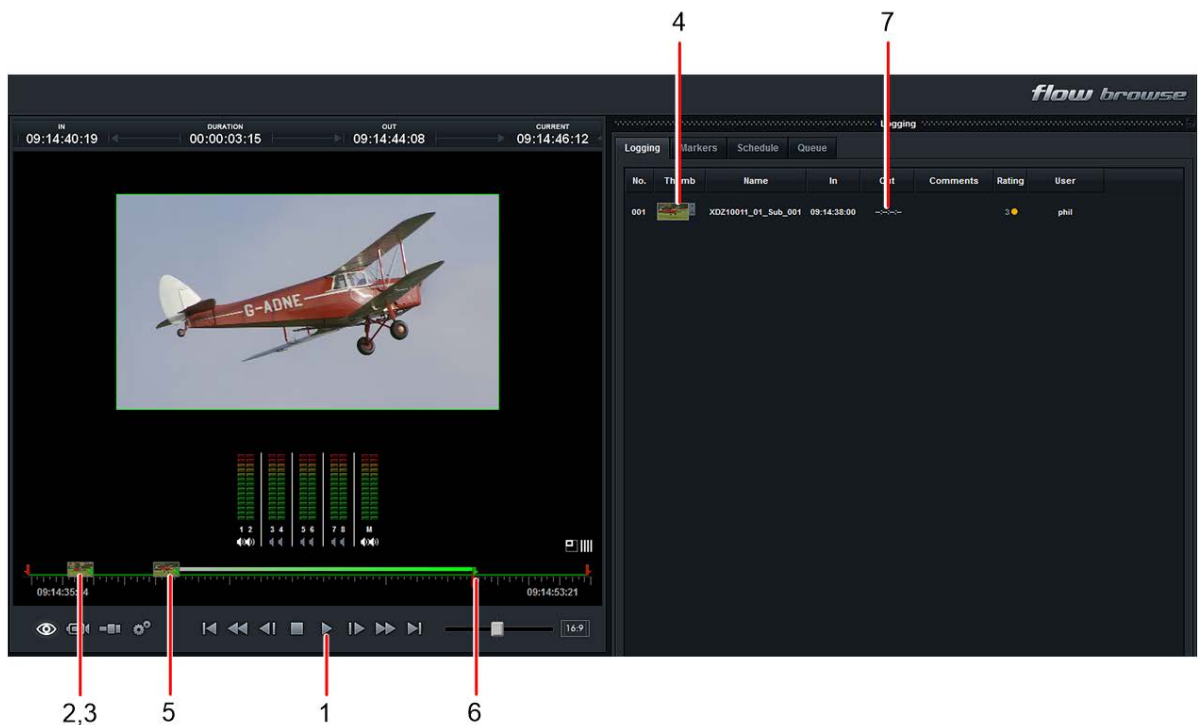 4 7
flow browse
IN DURATION OUT CURRENT
09:14:40:19 00:00:03:15 09:14:44:08 09:14:46:12
Logging
Logging Markers Schedule Queue
No. Thumb Name In Out Comments Rating User
001 XDZ10011_01_Sub_001 09:14:38:00 --:--:--:-- 3 phil
G-ADNE
1 2 3 4 5 6 7 8 M
09:14:53:21
16:9
2,3 5 1 6